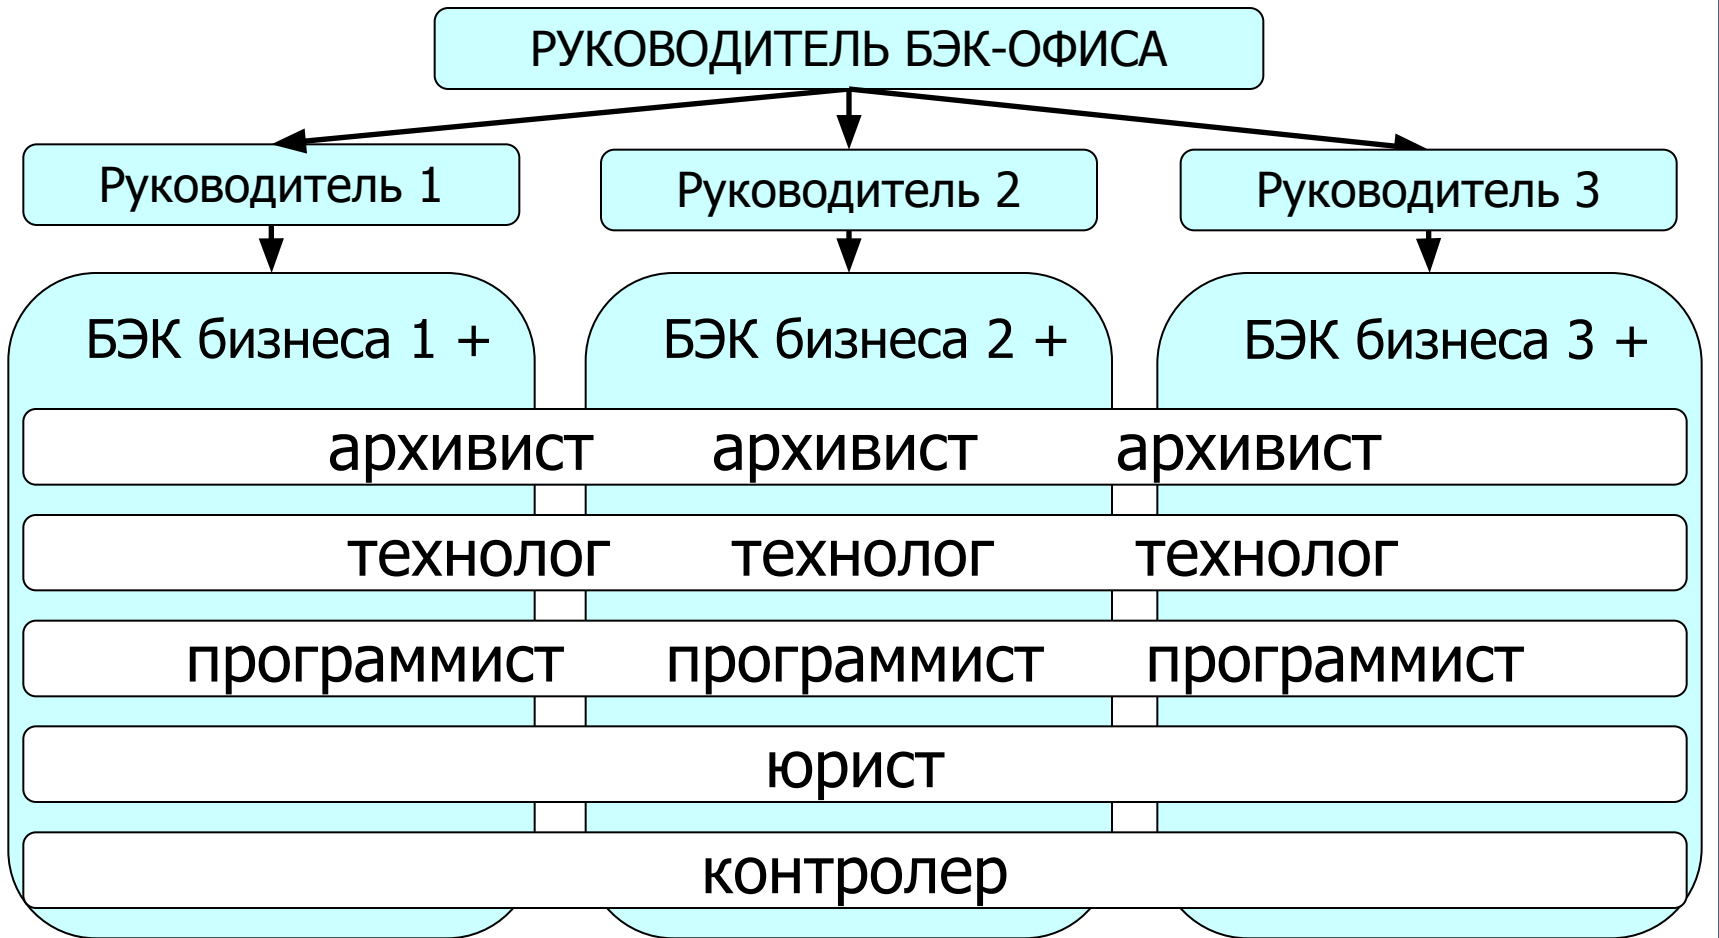 РУКОВОДИТЕЛЬ БЭК-ОФИСА
Руководитель 1
Руководитель 2
Руководитель 3
БЭК бизнеса 1 +
БЭК бизнеса 2 +
БЭК бизнеса 3 +
архивист архивист архивист
технолог технолог технолог
программист программист программист
юрист
контролер